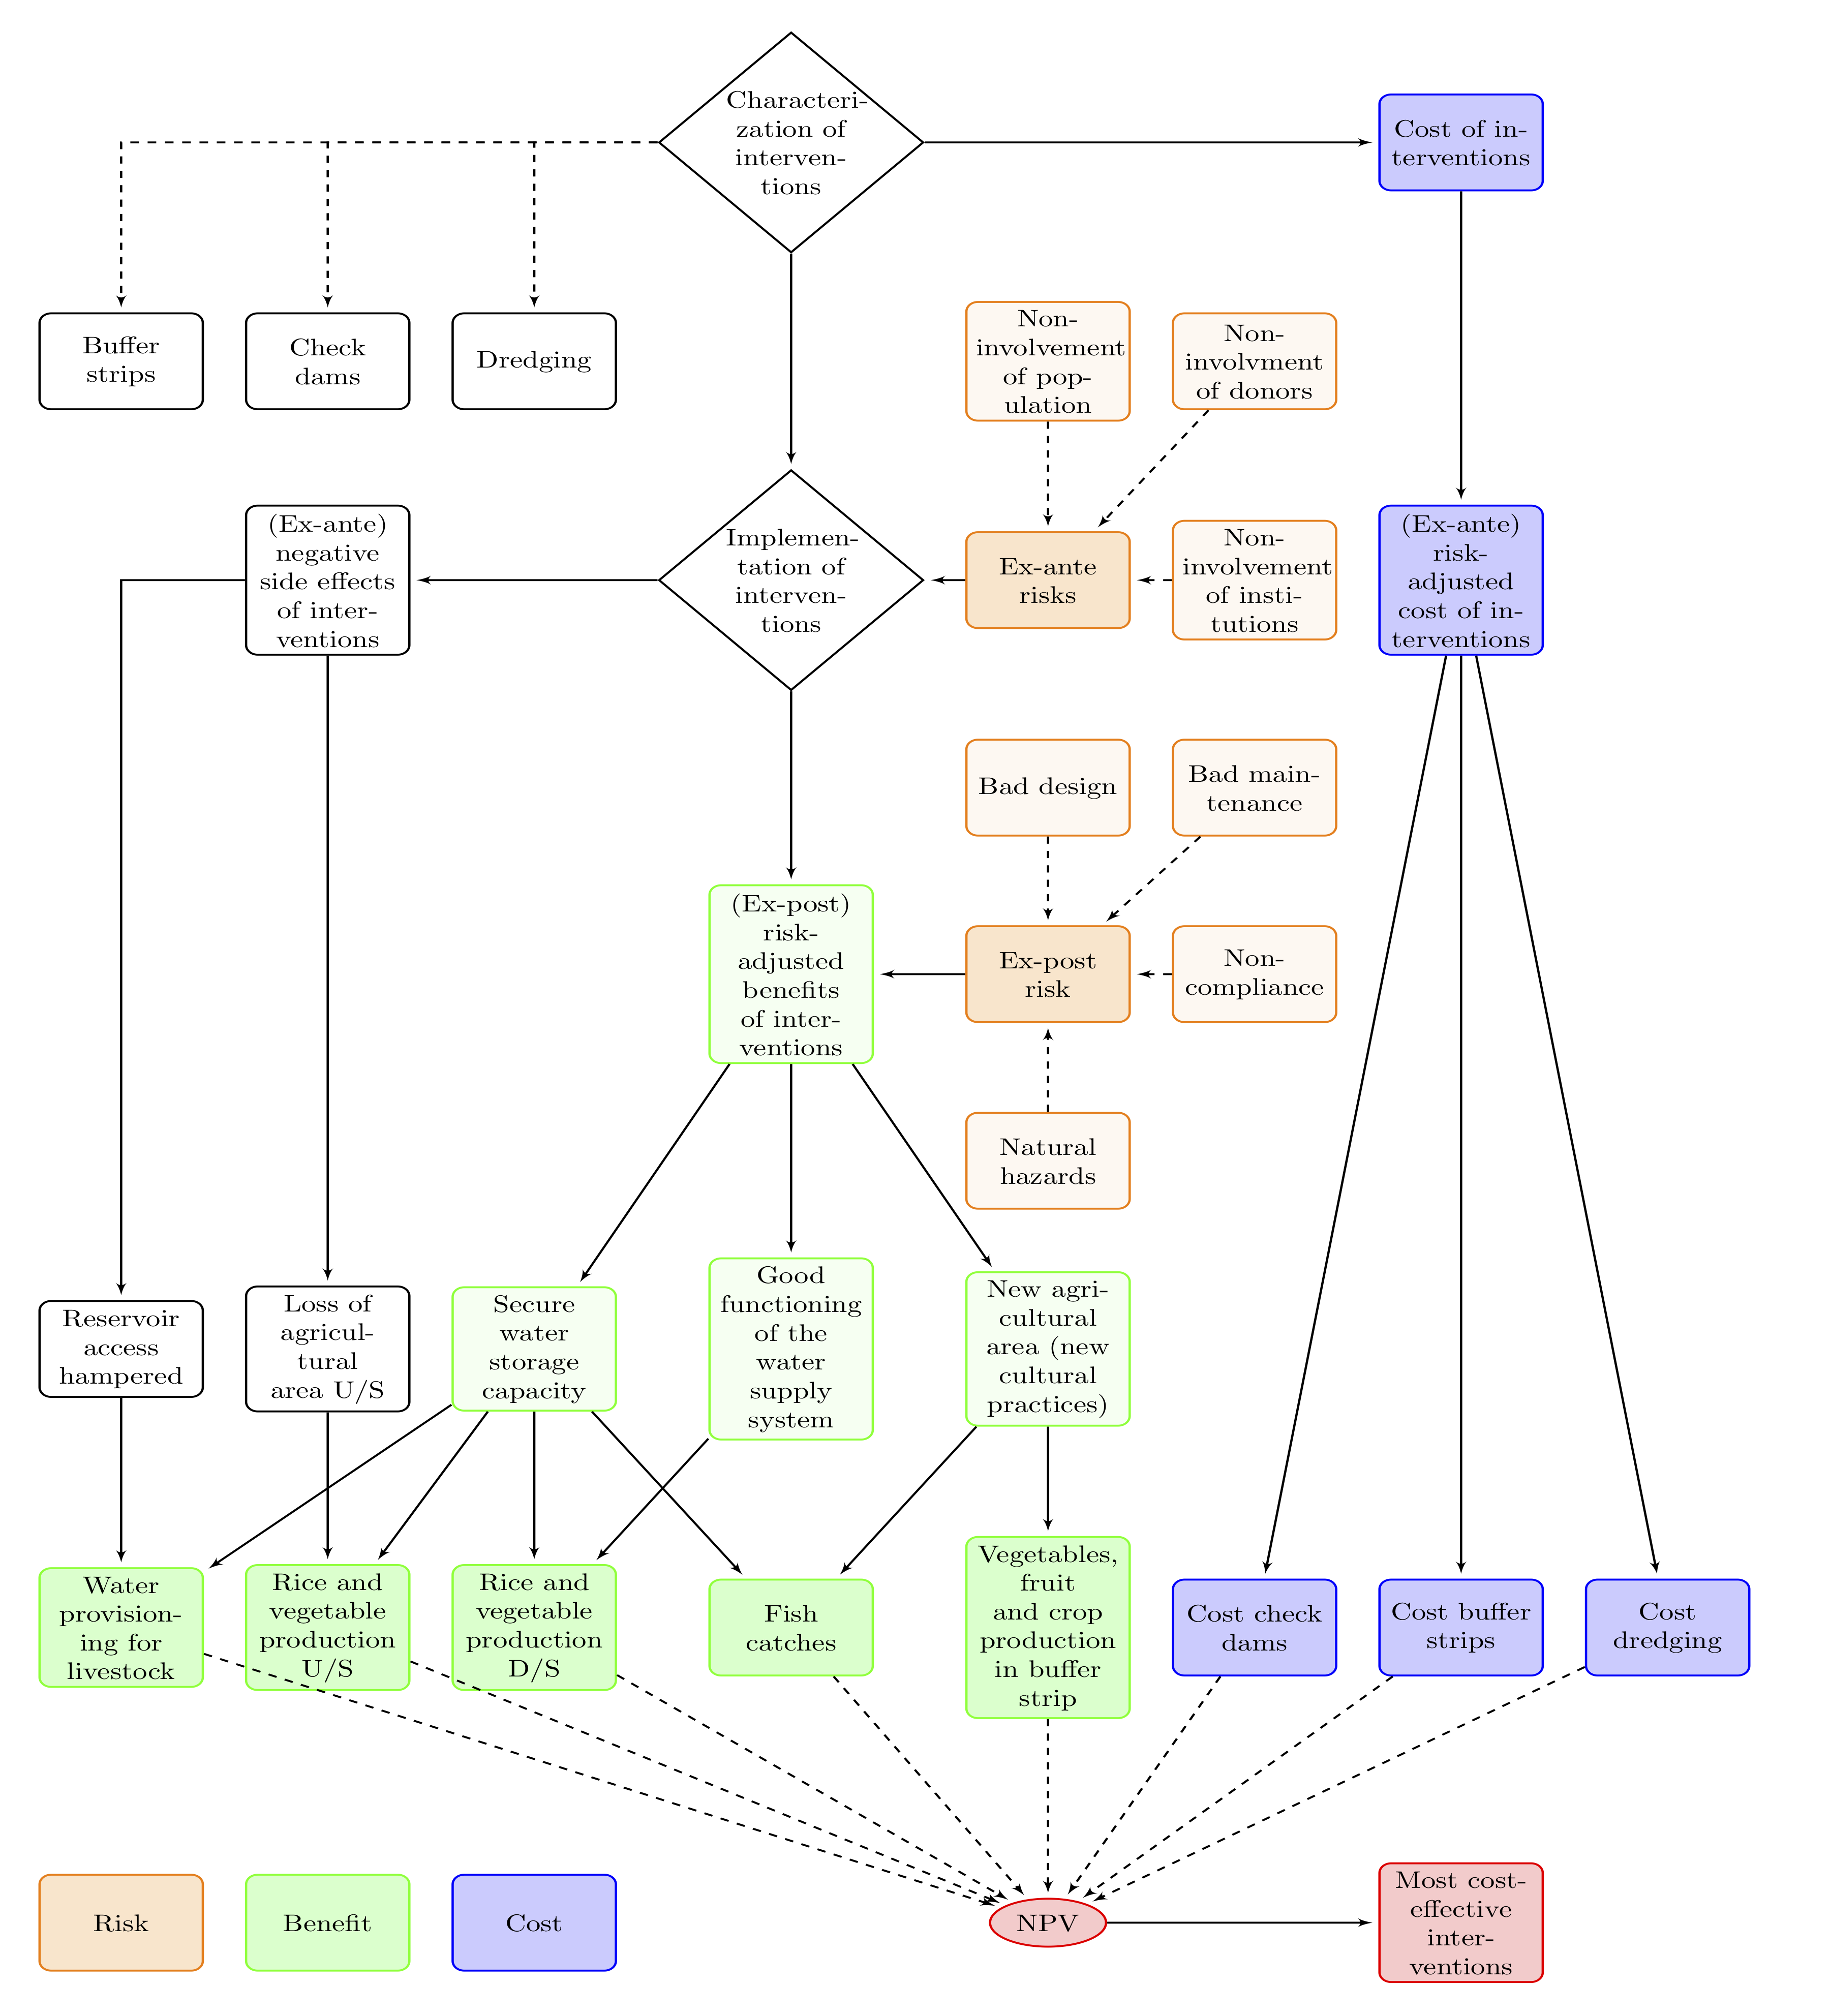 Characteri-
zation of
interven-
tions
Cost of in-
terventions
Buffer
strips
Check
dams
Dredging
Non-
involvement
of pop-
ulation
Non-
involvment
of donors
(Ex-ante)
negative
side effects
of inter-
ventions
Implemen-
tation of
interven-
tions
Ex-ante
risks
Non-
involvement
of insti-
tutions
(Ex-ante)
risk-
adjusted
cost of in-
terventions
Bad design
Bad main-
tenance
(Ex-post)
risk-
adjusted
benefits
of inter-
ventions
Ex-post
risk
Non-
compliance
Natural
hazards
Reservoir
access
hampered
Loss of
agricul-
tural
area U/S
Secure
water
storage
capacity
Good
functioning
of the
water
supply
system
New agri-
cultural
area (new
cultural
practices)
Water
provision-
ing for
livestock
Rice and
vegetable
production
U/S
Rice and
vegetable
production
D/S
Fish
catches
Vegetables,
fruit
and crop
production
in buffer
strip
Cost check
dams
Cost buffer
strips
Cost
dredging
Risk
Benefit
Cost
NPV
Most cost-
effective
inter-
ventions